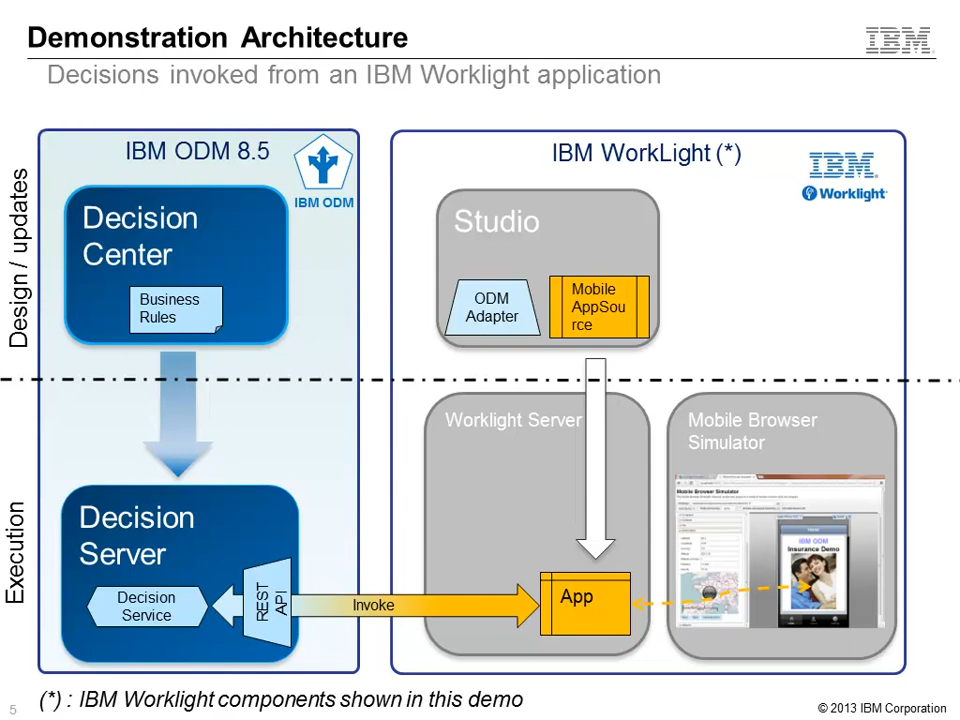 Demonstration Architecture
IBM
Decisions invoked from an IBM Worklight application
Design / updates
Execution
IBM ODM 8.5
IBM ODM
Decision
Center
Business
Rules
Decision
Server
Decision
Service
REST
API
Invoke
IBM WorkLight (*)
IBM
Worklight
Studio
ODM
Adapter
Mobile
AppSou
rce
Worklight Server
App
Mobile Browser
Simulator
Mobile Browser Simulator
IBM ODM
Insurance Demo
(*) : IBM Worklight components shown in this demo
5
© 2013 IBM Corporation